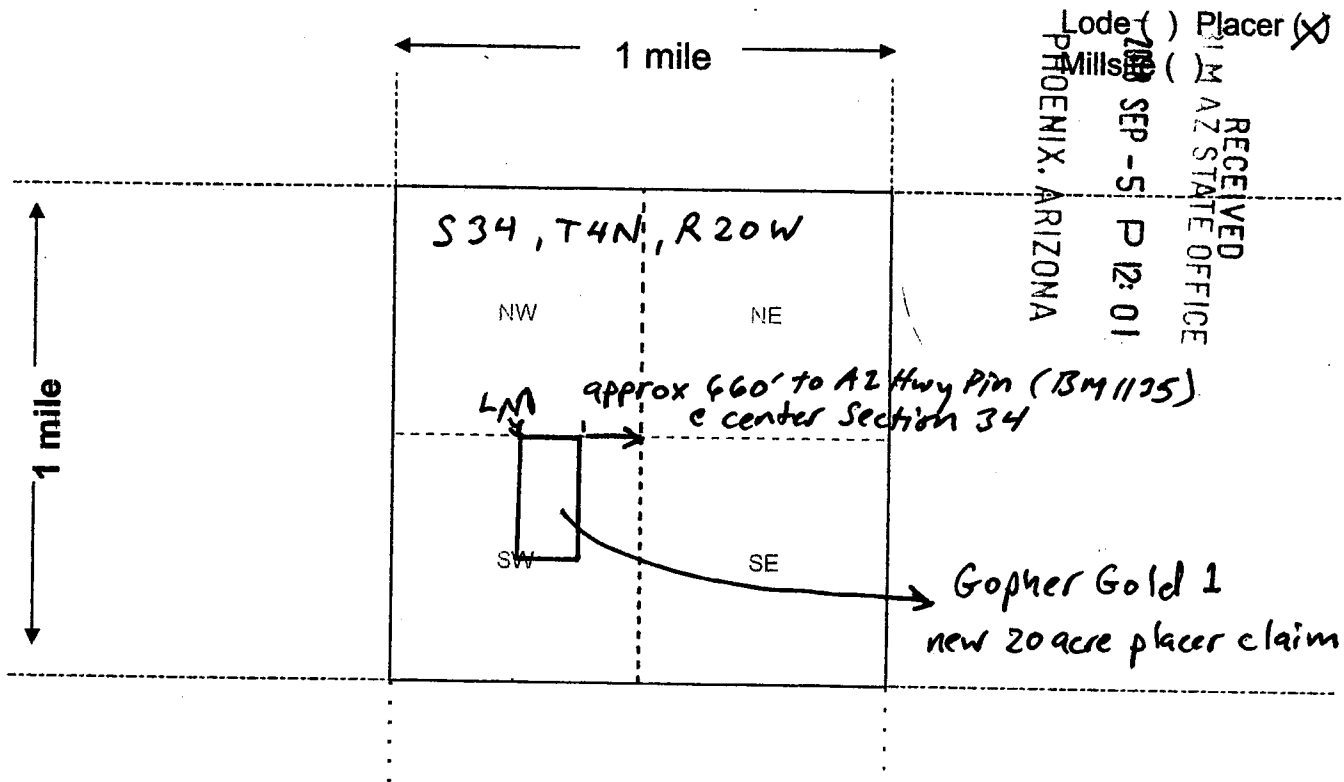 Lode ( ) Placer (X)
( )
RECEIVED
BLM AZ STATE OFFICE
SEP -5 P 12: 01
PHOENIX, ARIZONA
1 mile
1 mile
S34, T4N, R20W
NW
NE
LM
approx 660' to AZ Hwy Pin (BM1135)
@ center Section 34
SW
SE
Gopher Gold 1
new 20 acre placer claim